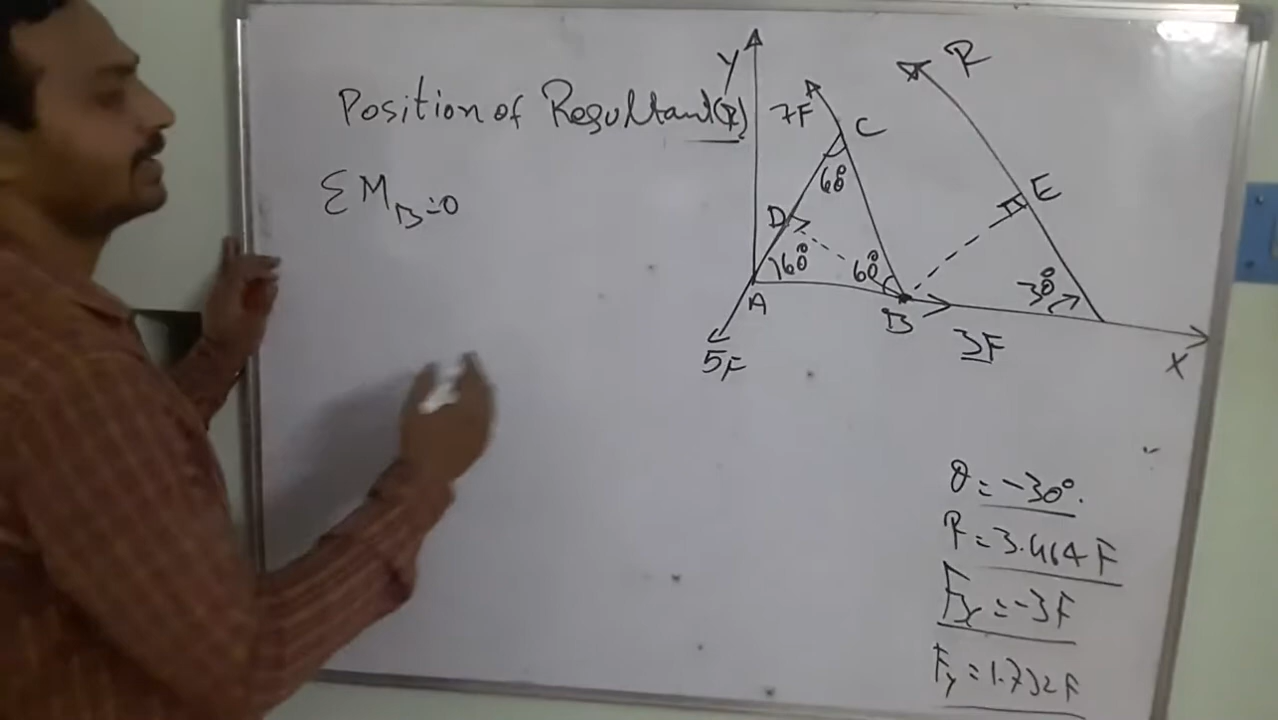 Position of Resultant(R)
ΣM_B=0
Y
R
7F
C
60°
E
D
60°
60°
30°
A
B
3F
5F
X
θ = -30°.
R = 3.464 F
Fx = -3F
Fy = 1.732F